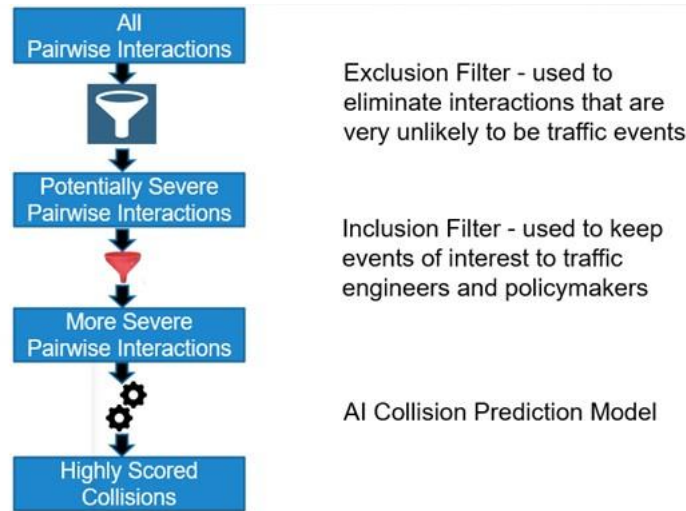 All
Pairwise Interactions
Exclusion Filter - used to
eliminate interactions that are
very unlikely to be traffic events
Potentially Severe
Pairwise Interactions
Inclusion Filter - used to keep
events of interest to traffic
engineers and policymakers
More Severe
Pairwise Interactions
AI Collision Prediction Model
Highly Scored
Collisions